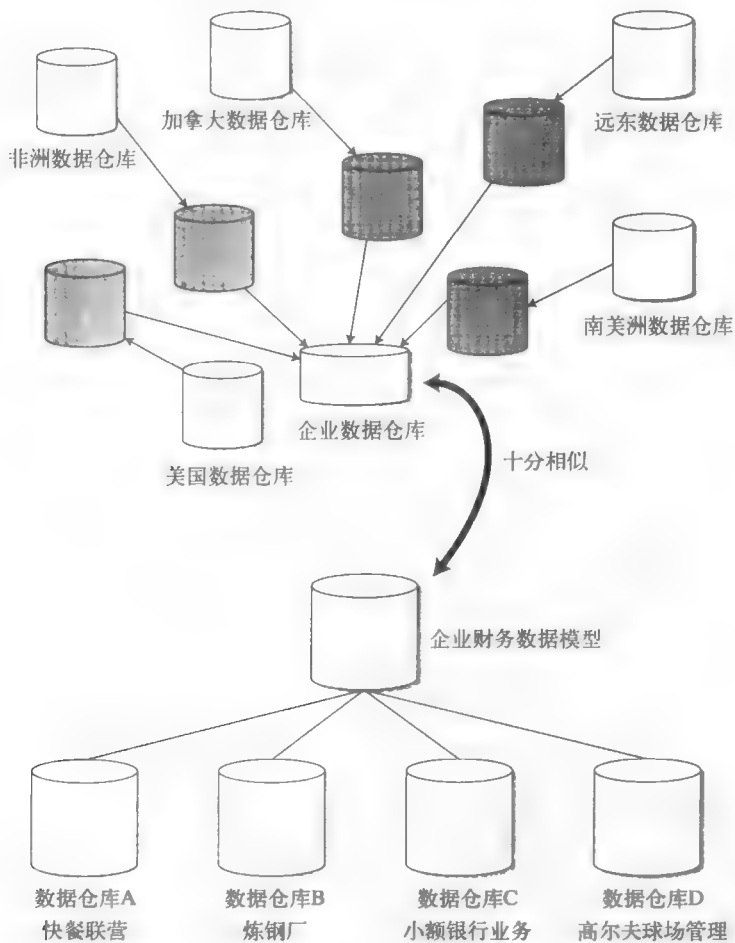 加拿大数据仓库
远东数据仓库
非洲数据仓库
南美洲数据仓库
企业数据仓库
美国数据仓库
十分相似
企业财务数据模型
数据仓库A
快餐联营
数据仓库B
炼钢厂
数据仓库C
小额银行业务
数据仓库D
高尔夫球场管理